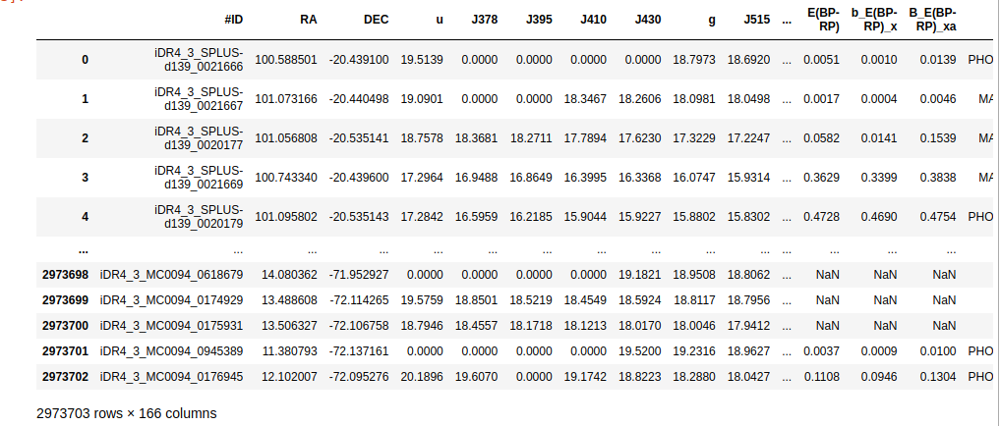 #ID RA DEC u J378 J395 J410 J430 g J515 ... E(BP-RP) b_E(BP-RP)_x B_E(BP-RP)_xa
0 iDR4_3_SPLUS-d139_0021666 100.588501 -20.439100 19.5139 0.0000 0.0000 0.0000 0.0000 18.7973 18.6920 ... 0.0051 0.0010 0.0139 PHO
1 iDR4_3_SPLUS-d139_0021667 101.073166 -20.440498 19.0901 0.0000 0.0000 18.3467 18.2606 18.0981 18.0498 ... 0.0017 0.0004 0.0046 MA
2 iDR4_3_SPLUS-d139_0020177 101.056808 -20.535141 18.7578 18.3681 18.2711 17.7894 17.6230 17.3229 17.2247 ... 0.0582 0.0141 0.1539 MA
3 iDR4_3_SPLUS-d139_0021669 100.743340 -20.439600 17.2964 16.9488 16.8649 16.3995 16.3368 16.0747 15.9314 ... 0.3629 0.3399 0.3838 MA
4 iDR4_3_SPLUS-d139_0020179 101.095802 -20.535143 17.2842 16.5959 16.2185 15.9044 15.9227 15.8802 15.8302 ... 0.4728 0.4690 0.4754 PHO
... ... ... ... ... ... ... ... ... ... ... ... ... ... ...
2973698 iDR4_3_MC0094_0618679 14.080362 -71.952927 0.0000 0.0000 0.0000 0.0000 19.1821 18.9508 18.8062 ... NaN NaN NaN
2973699 iDR4_3_MC0094_0174929 13.488608 -72.114265 19.5759 18.8501 18.5219 18.4549 18.5924 18.8117 18.7956 ... NaN NaN NaN
2973700 iDR4_3_MC0094_0175931 13.506327 -72.106758 18.7946 18.4557 18.1718 18.1213 18.0170 18.0046 17.9412 ... NaN NaN NaN
2973701 iDR4_3_MC0094_0945389 11.380793 -72.137161 0.0000 0.0000 0.0000 0.0000 19.5200 19.2316 18.9627 ... 0.0037 0.0009 0.0100 PHO
2973702 iDR4_3_MC0094_0176945 12.102007 -72.095276 20.1896 19.6070 0.0000 19.1742 18.8223 18.2880 18.0427 ... 0.1108 0.0946 0.1304 PHO
2973703 rows × 166 columns